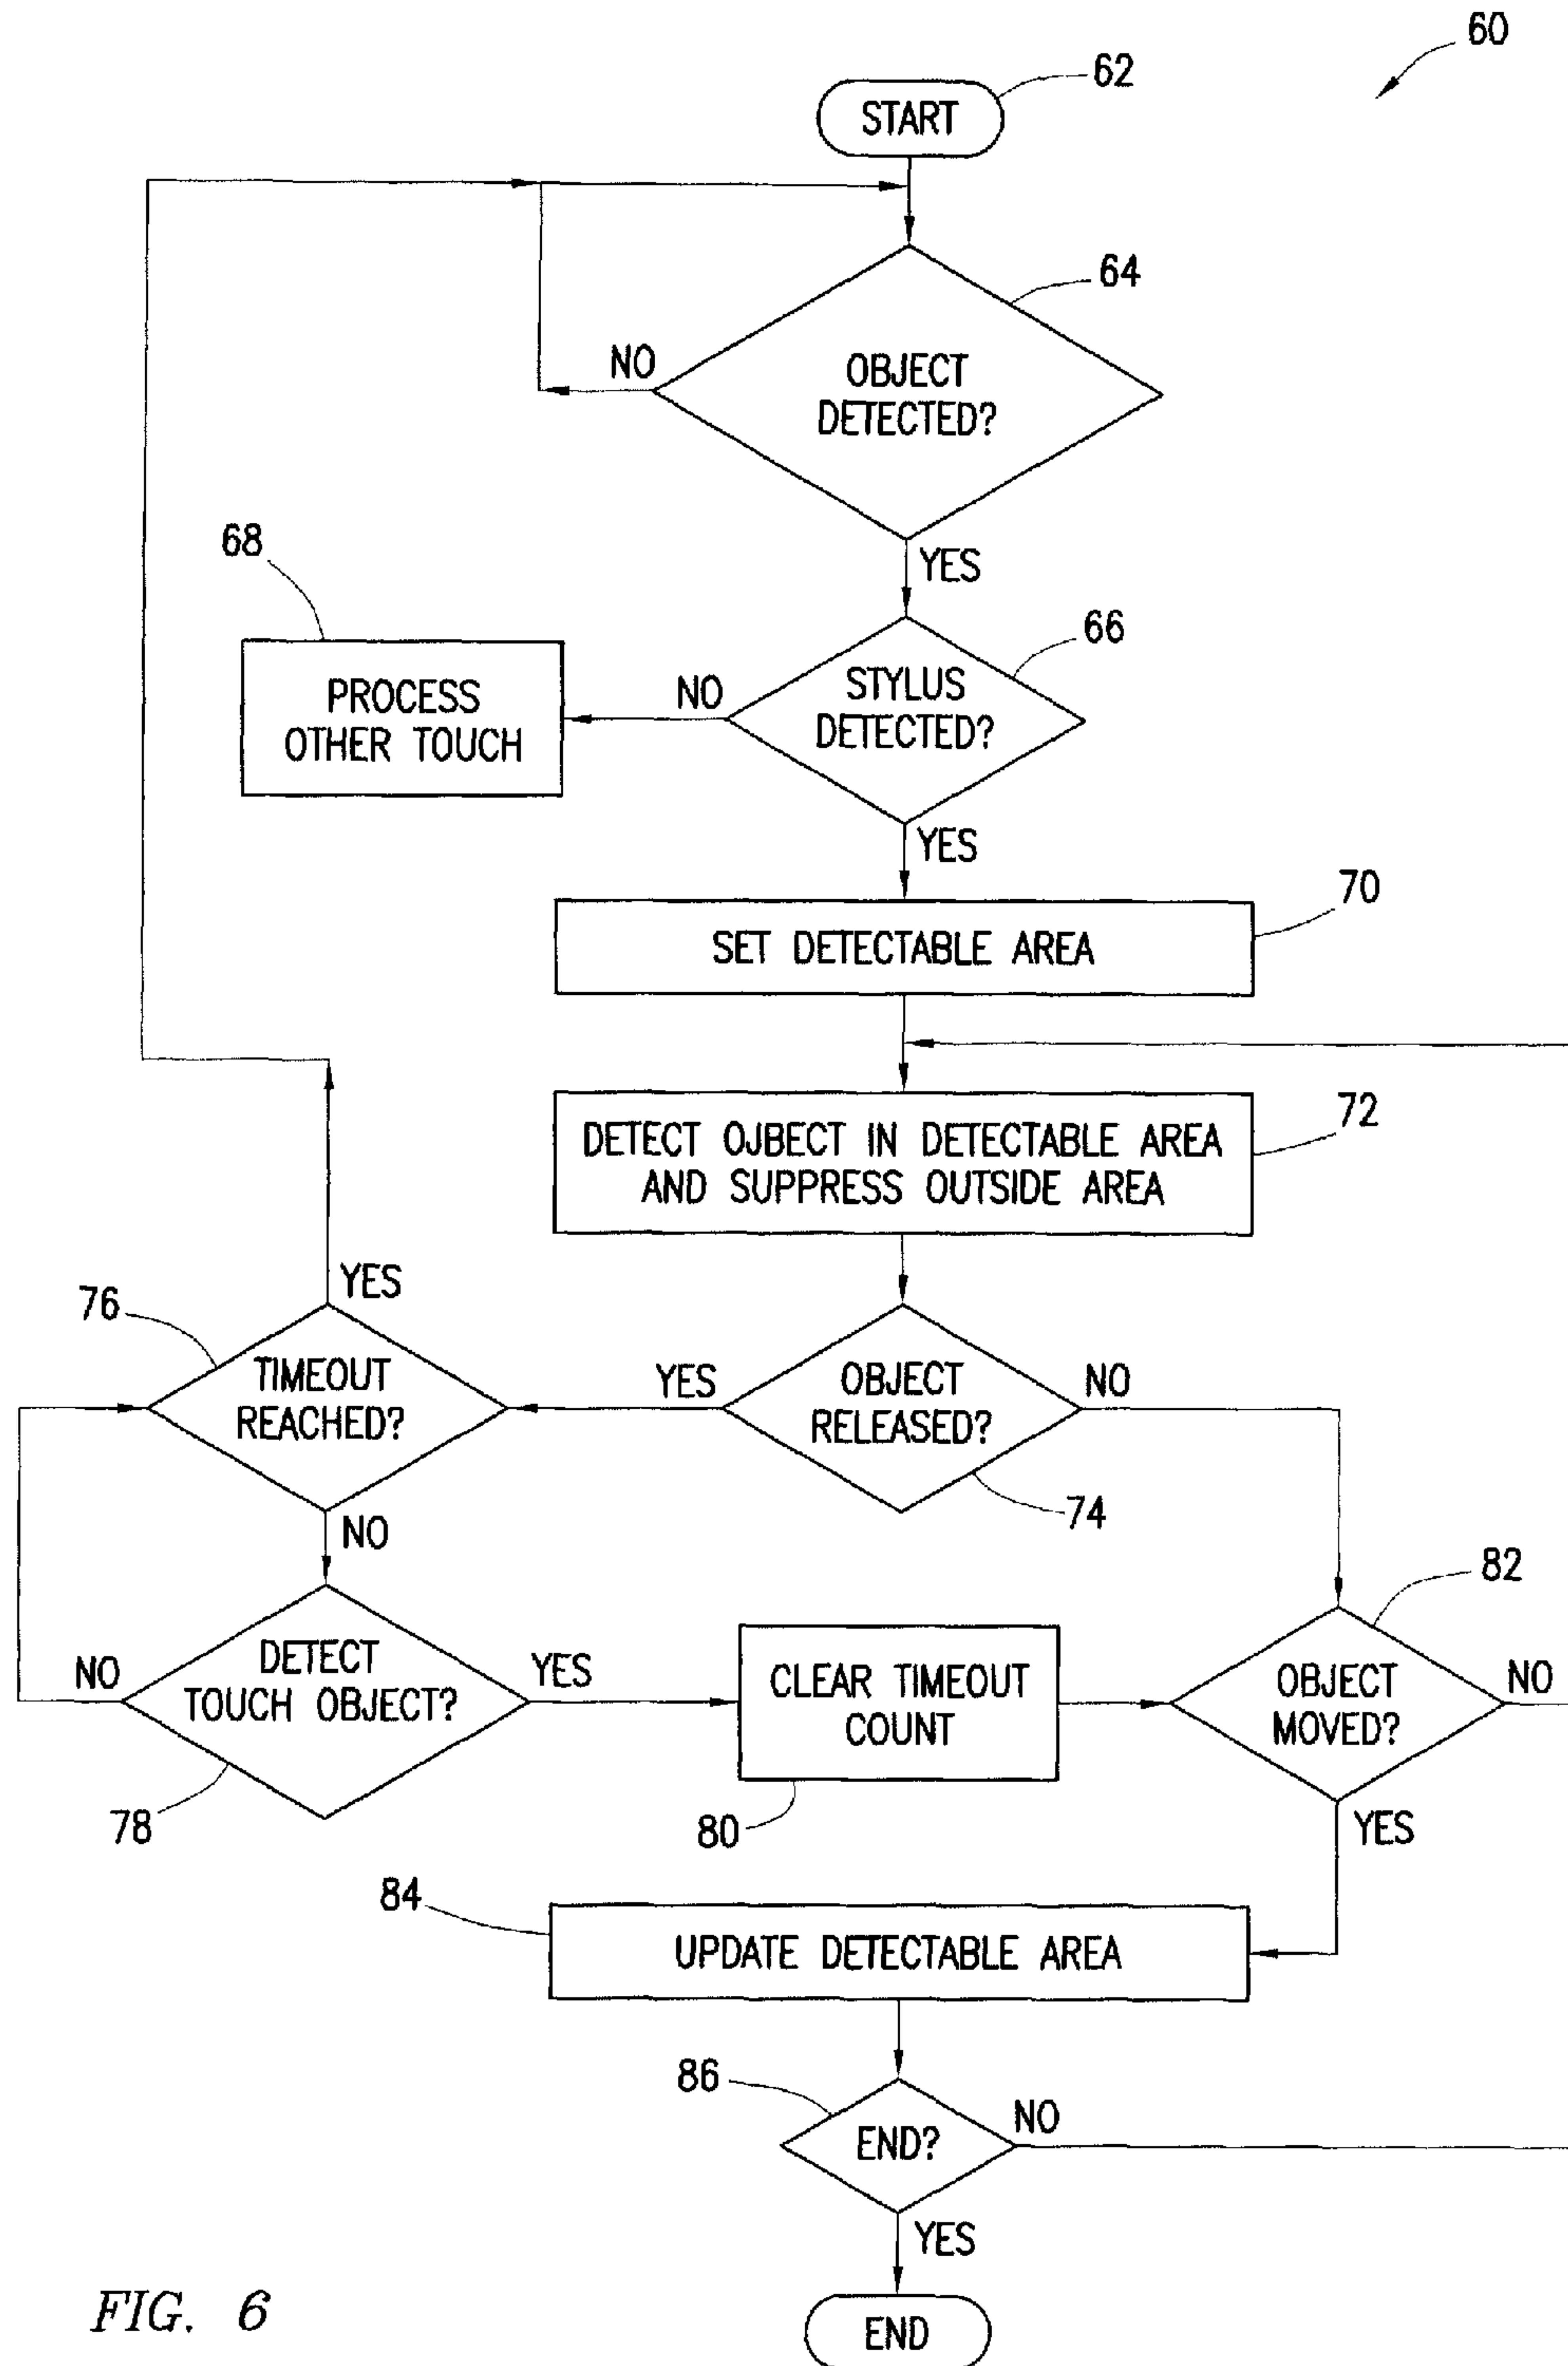 60
62
START
64
NO
OBJECT
DETECTED?
YES
68
66
PROCESS
OTHER TOUCH
NO
STYLUS
DETECTED?
YES
70
SET DETECTABLE AREA
72
DETECT OJBECT IN DETECTABLE AREA
AND SUPPRESS OUTSIDE AREA
YES
76
TIMEOUT
REACHED?
YES
OBJECT
RELEASED?
NO
74
NO
82
DETECT
TOUCH OBJECT?
NO
YES
78
CLEAR TIMEOUT
COUNT
80
OBJECT
MOVED?
NO
YES
84
UPDATE DETECTABLE AREA
86
END?
NO
YES
END
FIG. 6